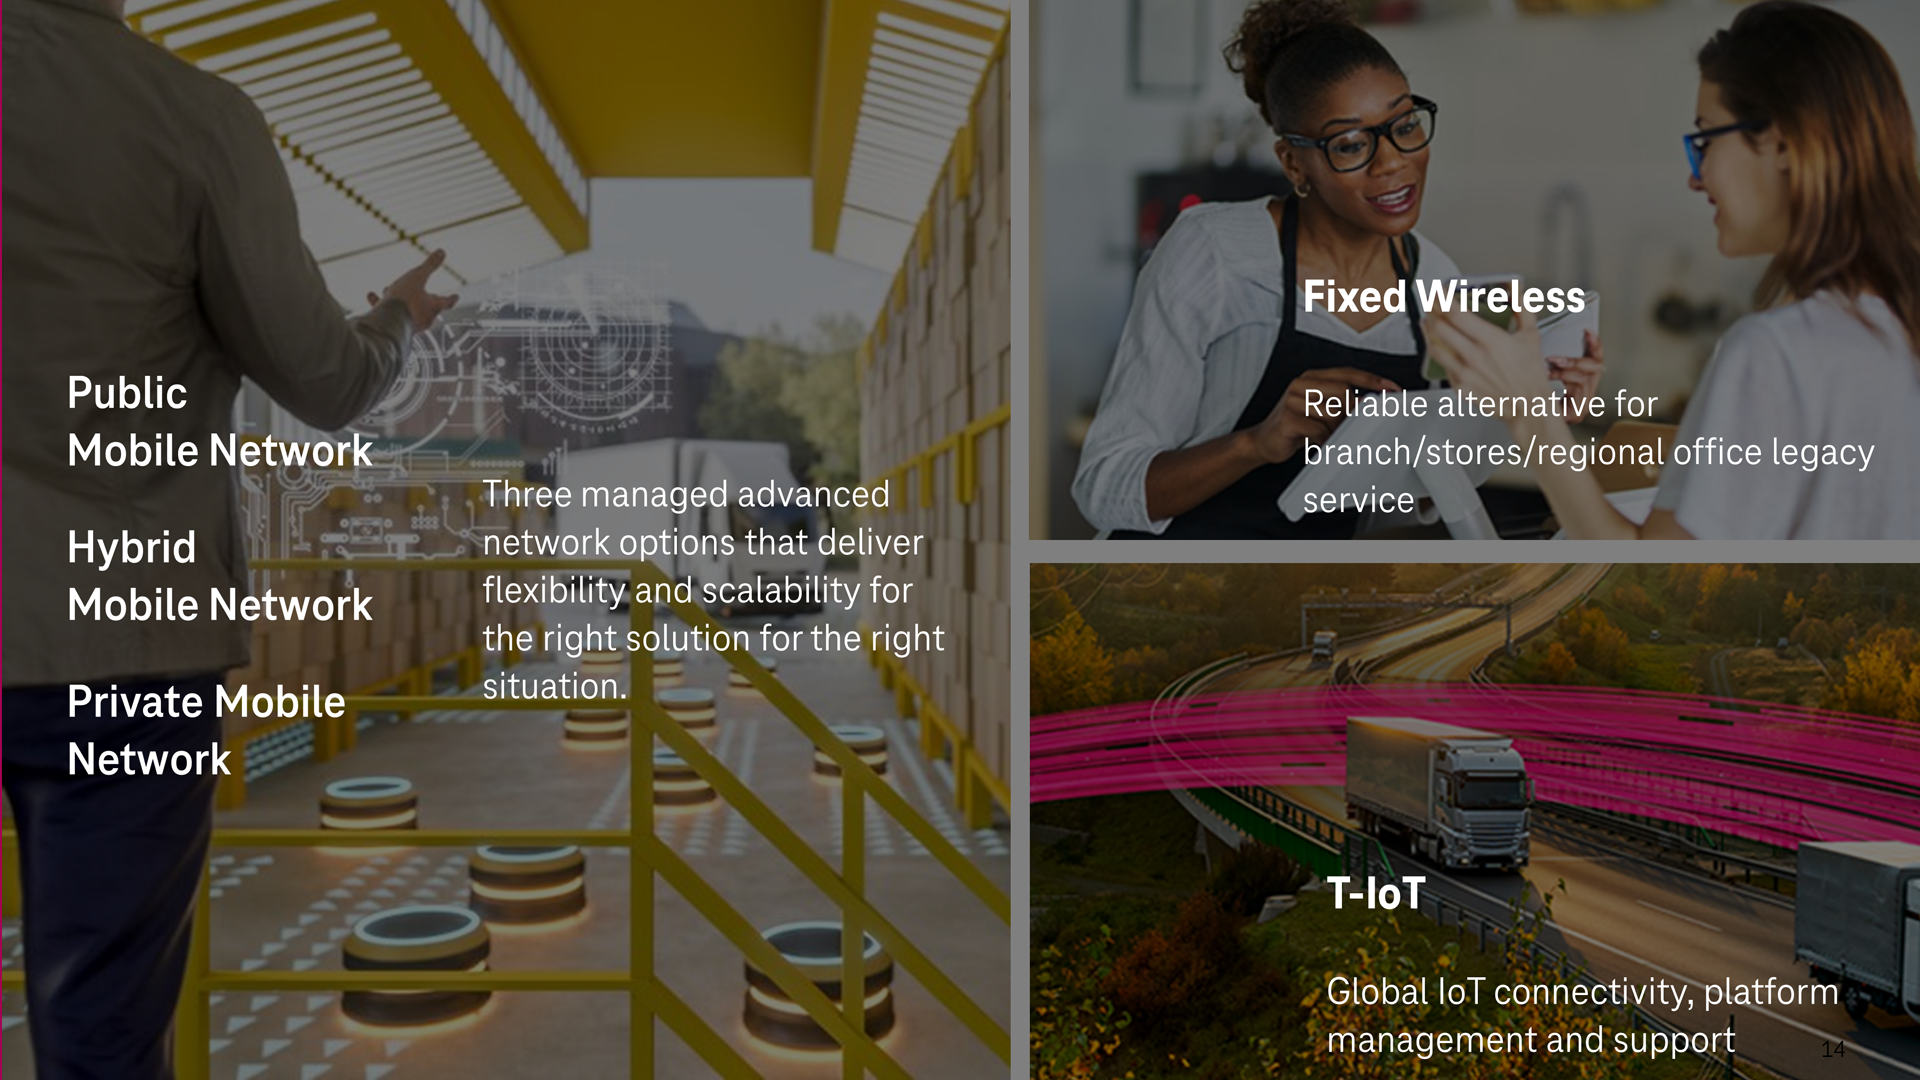 Public
Mobile Network
Hybrid
Mobile Network
Private Mobile
Network
Three managed advanced
network options that deliver
flexibility and scalability for
the right solution for the right
situation.
Fixed Wireless
Reliable alternative for
branch/stores/regional office legacy
service
T-IoT
Global IoT connectivity, platform
management and support
14